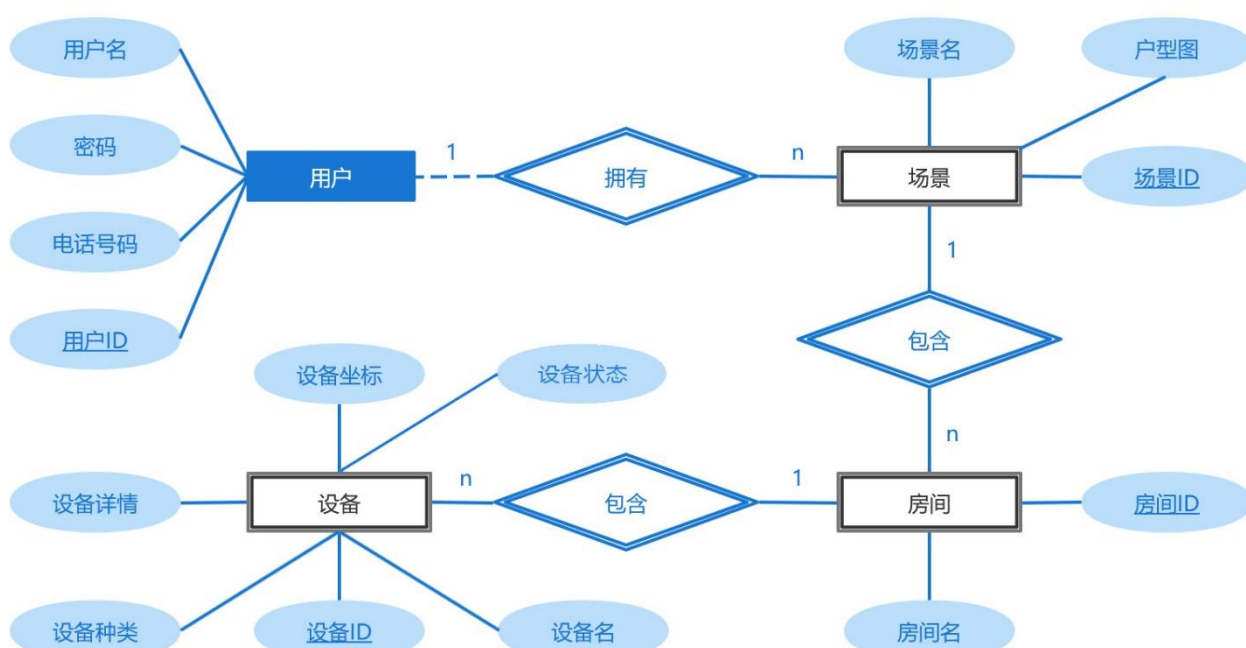 用户名
场景名
户型图
密码
用户
1
拥有
n
场景
场景ID
电话号码
1
用户ID
包含
设备坐标
设备状态
n
设备详情
设备
n
包含
1
房间
房间ID
设备种类
设备ID
设备名
房间名